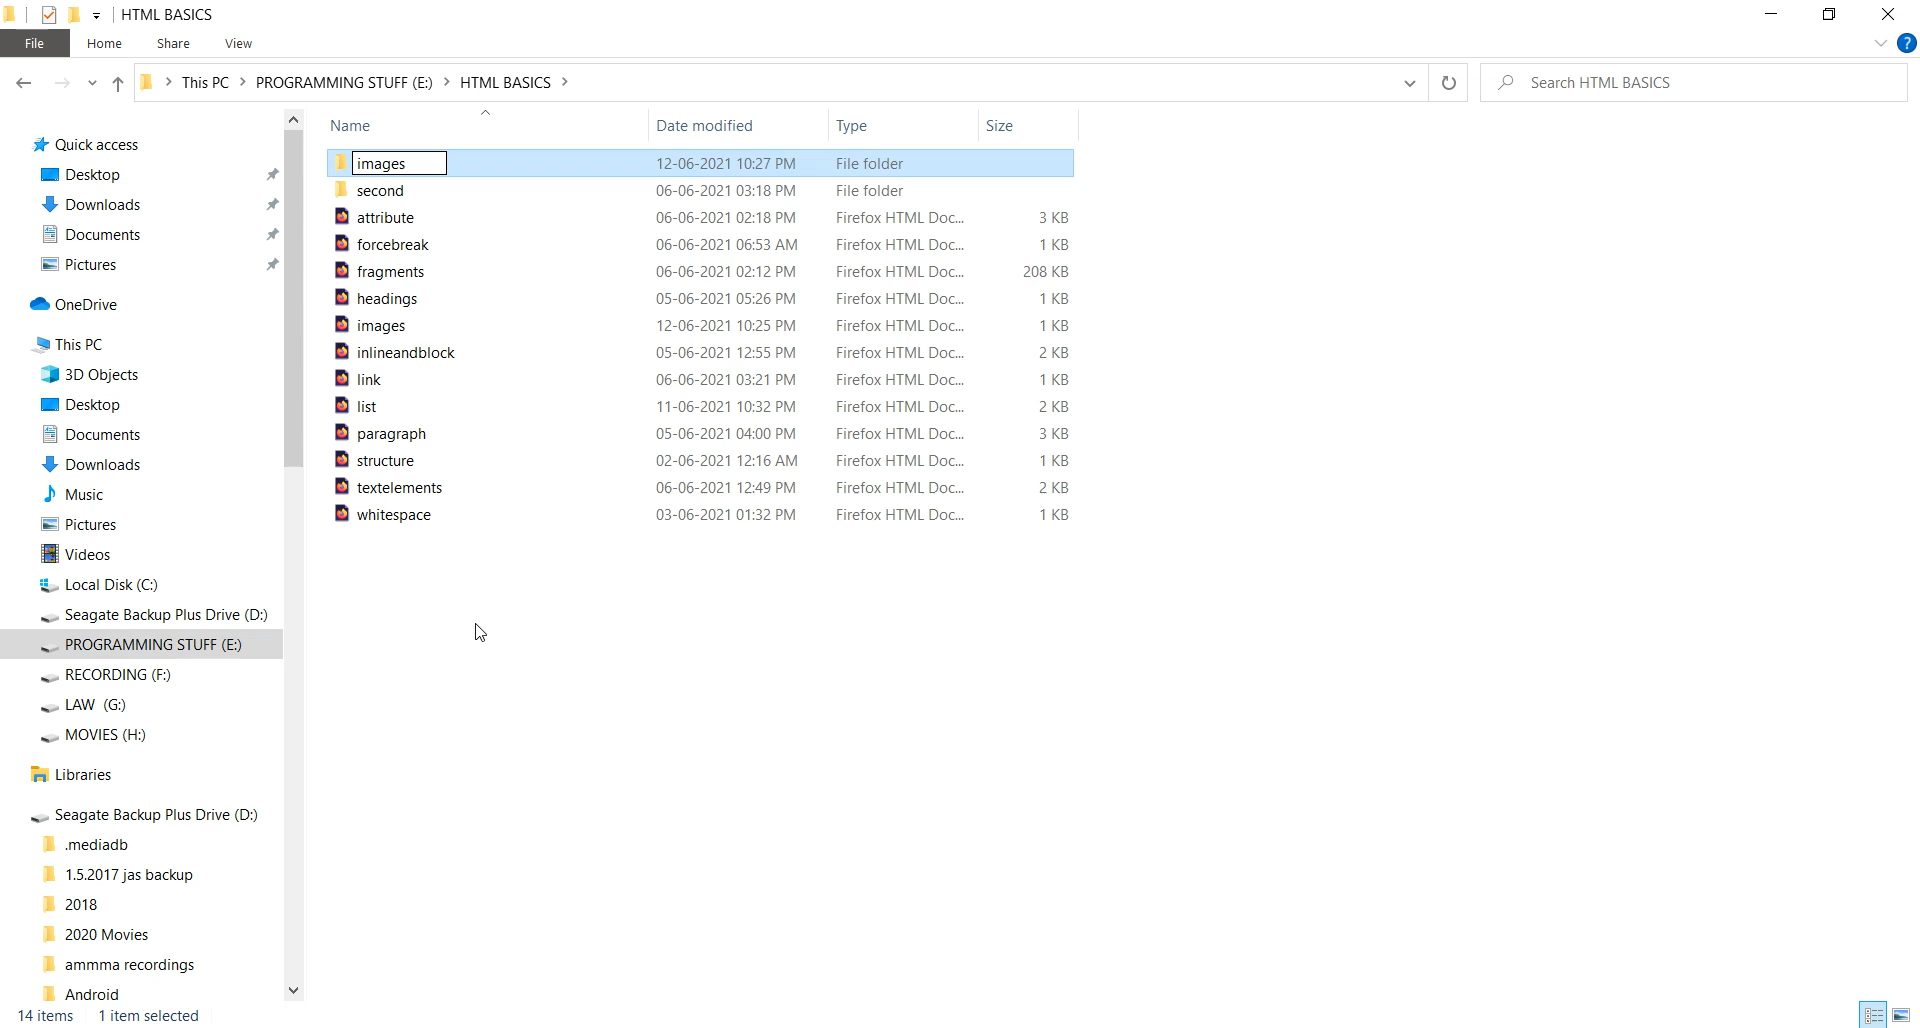 HTML BASICS
File Home Share View
This PC > PROGRAMMING STUFF (E:) > HTML BASICS >
Search HTML BASICS
Quick access
Desktop
Downloads
Documents
Pictures
OneDrive
This PC
3D Objects
Desktop
Documents
Downloads
Music
Pictures
Videos
Local Disk (C:)
Seagate Backup Plus Drive (D:)
PROGRAMMING STUFF (E:)
RECORDING (F:)
LAW (G:)
MOVIES (H:)
Libraries
Seagate Backup Plus Drive (D:)
.mediadb
1.5.2017 jas backup
2018
2020 Movies
ammma recordings
Android
Name Date modified Type Size
images 12-06-2021 10:27 PM File folder
second 06-06-2021 03:18 PM File folder
attribute 06-06-2021 02:18 PM Firefox HTML Doc... 3 KB
forcebreak 06-06-2021 06:53 AM Firefox HTML Doc... 1 KB
fragments 06-06-2021 02:12 PM Firefox HTML Doc... 208 KB
headings 05-06-2021 05:26 PM Firefox HTML Doc... 1 KB
images 12-06-2021 10:25 PM Firefox HTML Doc... 1 KB
inlineandblock 05-06-2021 12:55 PM Firefox HTML Doc... 2 KB
link 06-06-2021 03:21 PM Firefox HTML Doc... 1 KB
list 11-06-2021 10:32 PM Firefox HTML Doc... 2 KB
paragraph 05-06-2021 04:00 PM Firefox HTML Doc... 3 KB
structure 02-06-2021 12:16 AM Firefox HTML Doc... 1 KB
textelements 06-06-2021 12:49 PM Firefox HTML Doc... 2 KB
whitespace 03-06-2021 01:32 PM Firefox HTML Doc... 1 KB
14 items 1 item selected